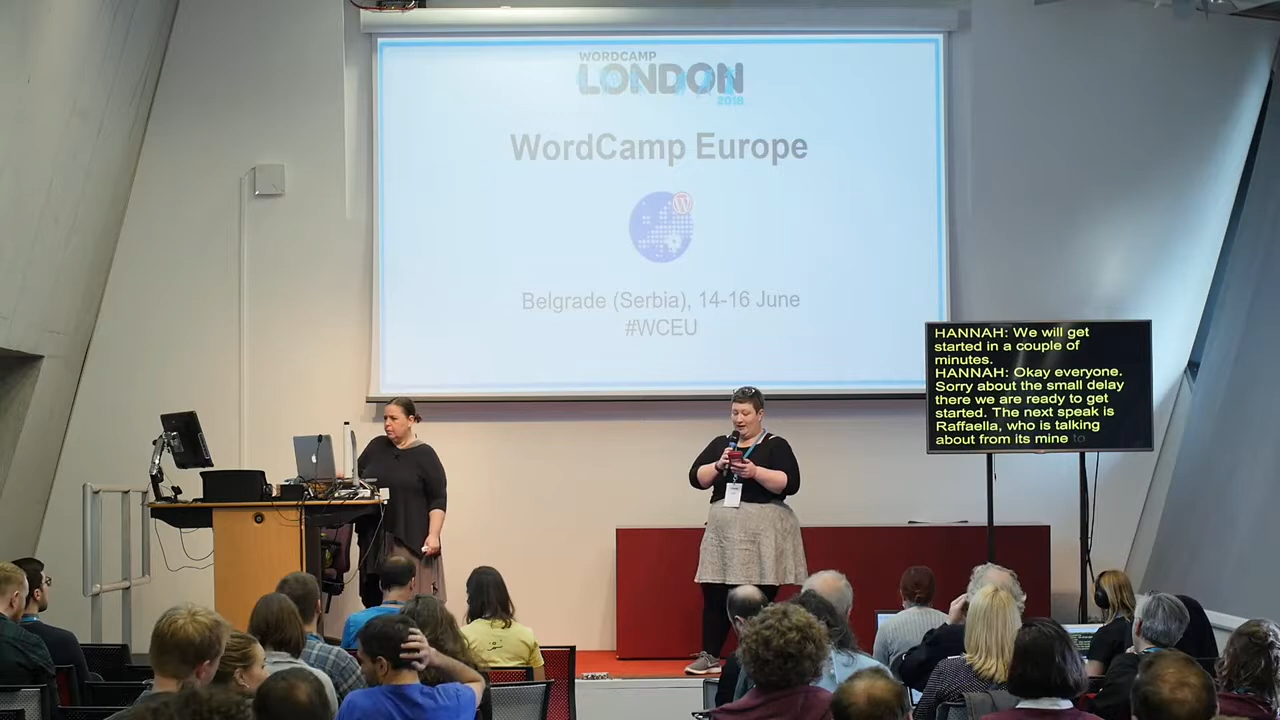 WORDCAMP
LONDON
2018
WordCamp Europe
Belgrade (Serbia), 14-16 June
#WCEU
HANNAH: We will get
started in a couple of
minutes.
HANNAH: Okay everyone.
Sorry about the small delay
there we are ready to get
started. The next speak is
Raffaella, who is talking
about from its mine to